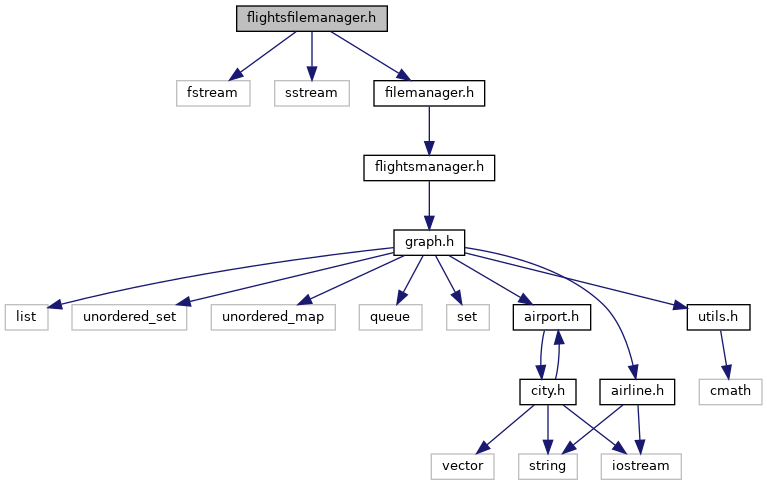 flightsfilemanager.h
fstream
sstream
filemanager.h
flightsmanager.h
graph.h
list
unordered_set
unordered_map
queue
set
airport.h
utils.h
city.h
airline.h
cmath
vector
string
iostream